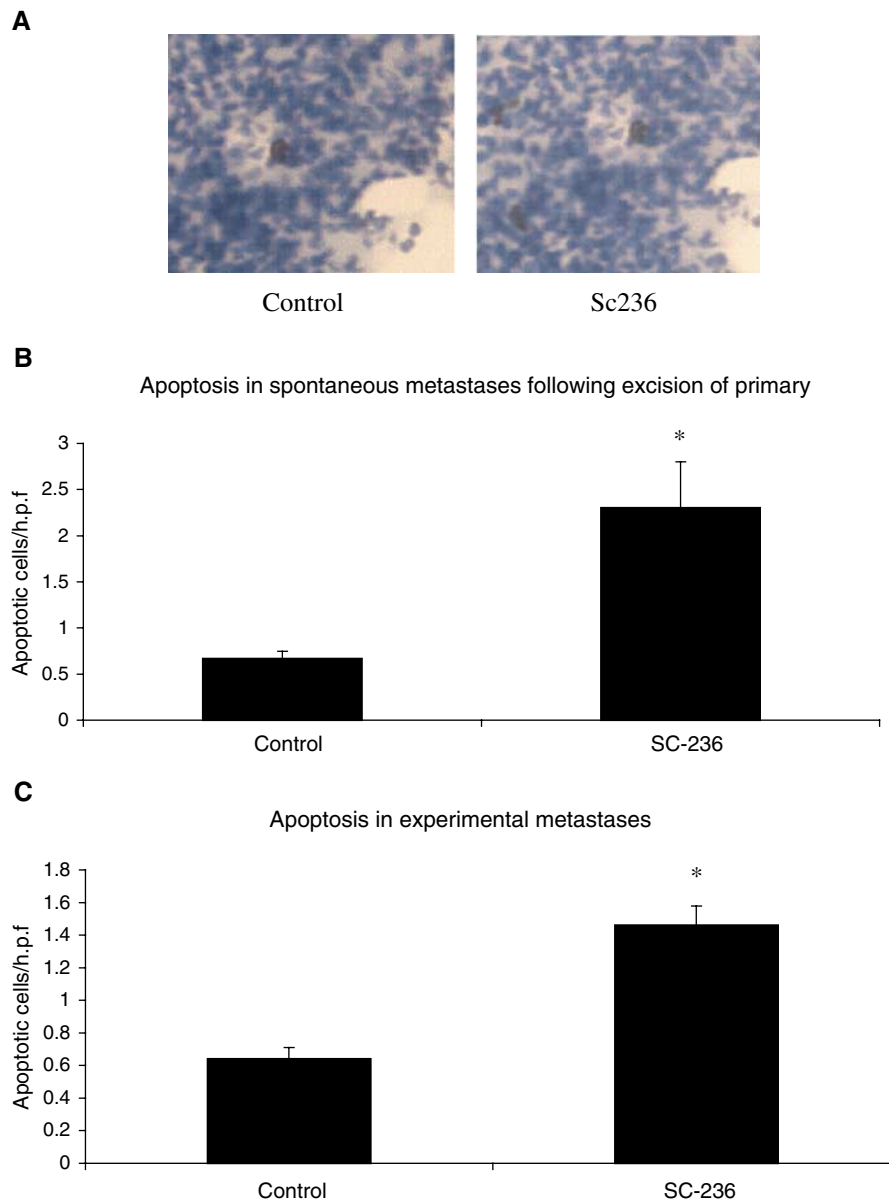 A
Control Sc236
B
Apoptosis in spontaneous metastases following excision of primary
Apoptotic cells/h.p.f
3
2.5
2
1.5
1
0.5
0
*
Control SC-236
C
Apoptosis in experimental metastases
Apoptotic cells/h.p.f
1.8
1.6
1.4
1.2
1
0.8
0.6
0.4
0.2
0
*
Control SC-236